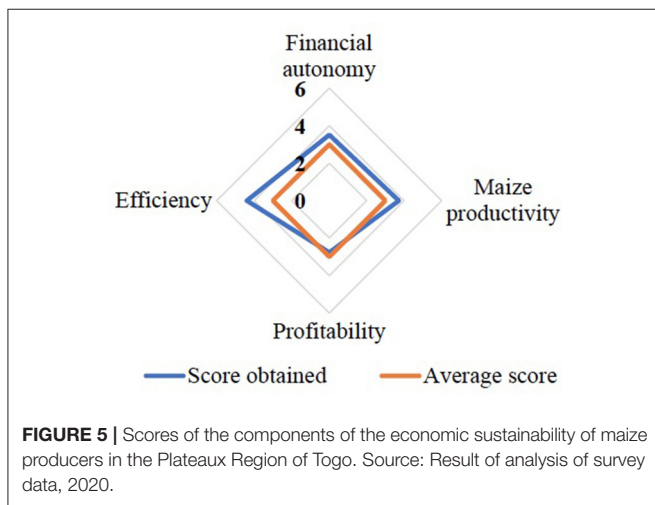 Financial
autonomy
6
4
2
0
Efficiency
Maize
productivity
Profitability
Score obtained
Average score
FIGURE 5 | Scores of the components of the economic sustainability of maize
producers in the Plateaux Region of Togo. Source: Result of analysis of survey
data, 2020.